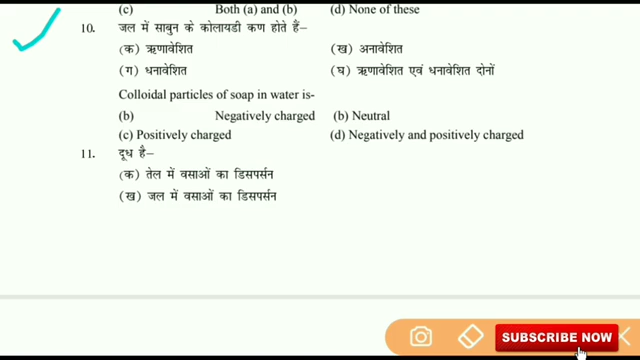 (c) Both (a) and (b) (d) None of these
10. जल में साबुन के कोलायडी कण होते हैं–
(क) ऋणावेशित (ख) अनावेशित
(ग) धनावेशित (घ) ऋणावेशित एवं धनावेशित दोनों
Colloidal particles of soap in water is-
(b) Negatively charged (b) Neutral
(c) Positively charged (d) Negatively and positively charged
11. दूध है–
(क) तेल में वसाओं का डिसपर्सन
(ख) जल में वसाओं का डिसपर्सन
SUBSCRIBE NOW